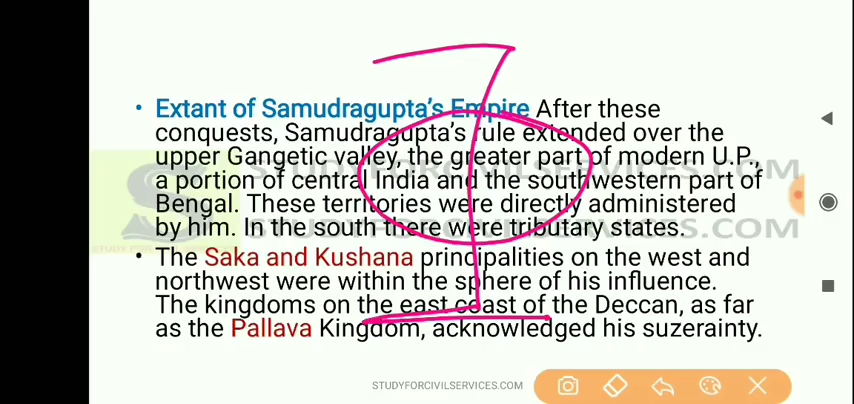 • Extant of Samudragupta's Empire After these
conquests, Samudragupta's rule extended over the
upper Gangetic valley, the greater part of modern U.P.,
a portion of central India and the southwestern part of
Bengal. These territories were directly administered
by him. In the south there were tributary states.
• The Saka and Kushana principalities on the west and
northwest were within the sphere of his influence.
The kingdoms on the east coast of the Deccan, as far
as the Pallava Kingdom, acknowledged his suzerainty.
STUDYFORCIVILSERVICES.COM
STUDYFORCIVILSERVICES.COM
STUDYFORCIVILSERVICES.COM